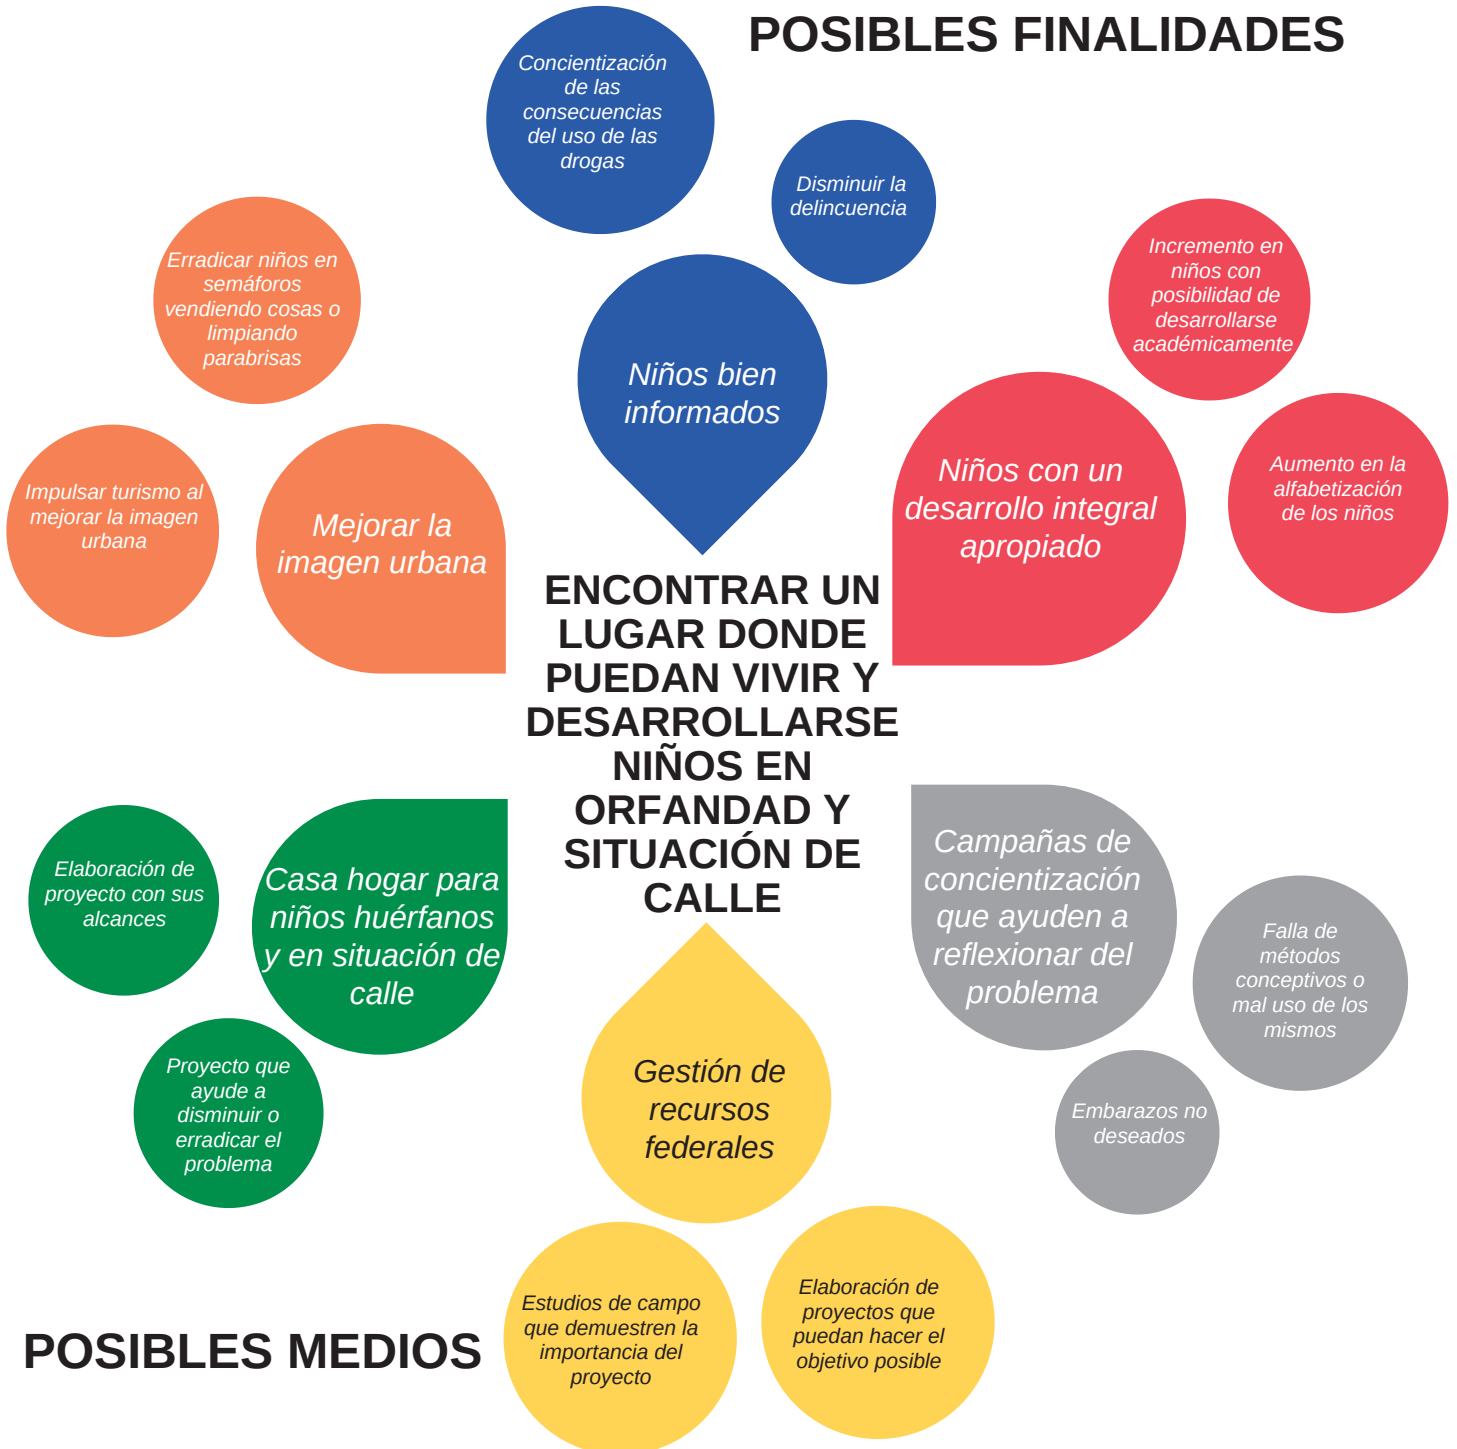 POSIBLES FINALIDADES
Concientización
de las
consecuencias
del uso de las
drogas
Disminuir la
delincuencia
Niños bien
informados
Erradicar niños en
semáforos
vendiendo cosas o
limpiando
parabrisas
Impulsar turismo al
mejorar la imagen
urbana
Mejorar la
imagen urbana
Incremento en
niños con
posibilidad de
desarrollarse
académicamente
Aumento en la
alfabetización
de los niños
Niños con un
desarrollo integral
apropiado
ENCONTRAR UN
LUGAR DONDE
PUEDAN VIVIR Y
DESARROLLARSE
NIÑOS EN
ORFANDAD Y
SITUACIÓN DE
CALLE
Elaboración de
proyecto con sus
alcances
Casa hogar para
niños huérfanos
y en situación de
calle
Proyecto que
ayude a
disminuir o
erradicar el
problema
Campañas de
concientización
que ayuden a
reflexionar del
problema
Falla de
métodos
conceptivos o
mal uso de los
mismos
Embarazos no
deseados
Gestión de
recursos
federales
Estudios de campo
que demuestren la
importancia del
proyecto
Elaboración de
proyectos que
puedan hacer el
objetivo posible
POSIBLES MEDIOS